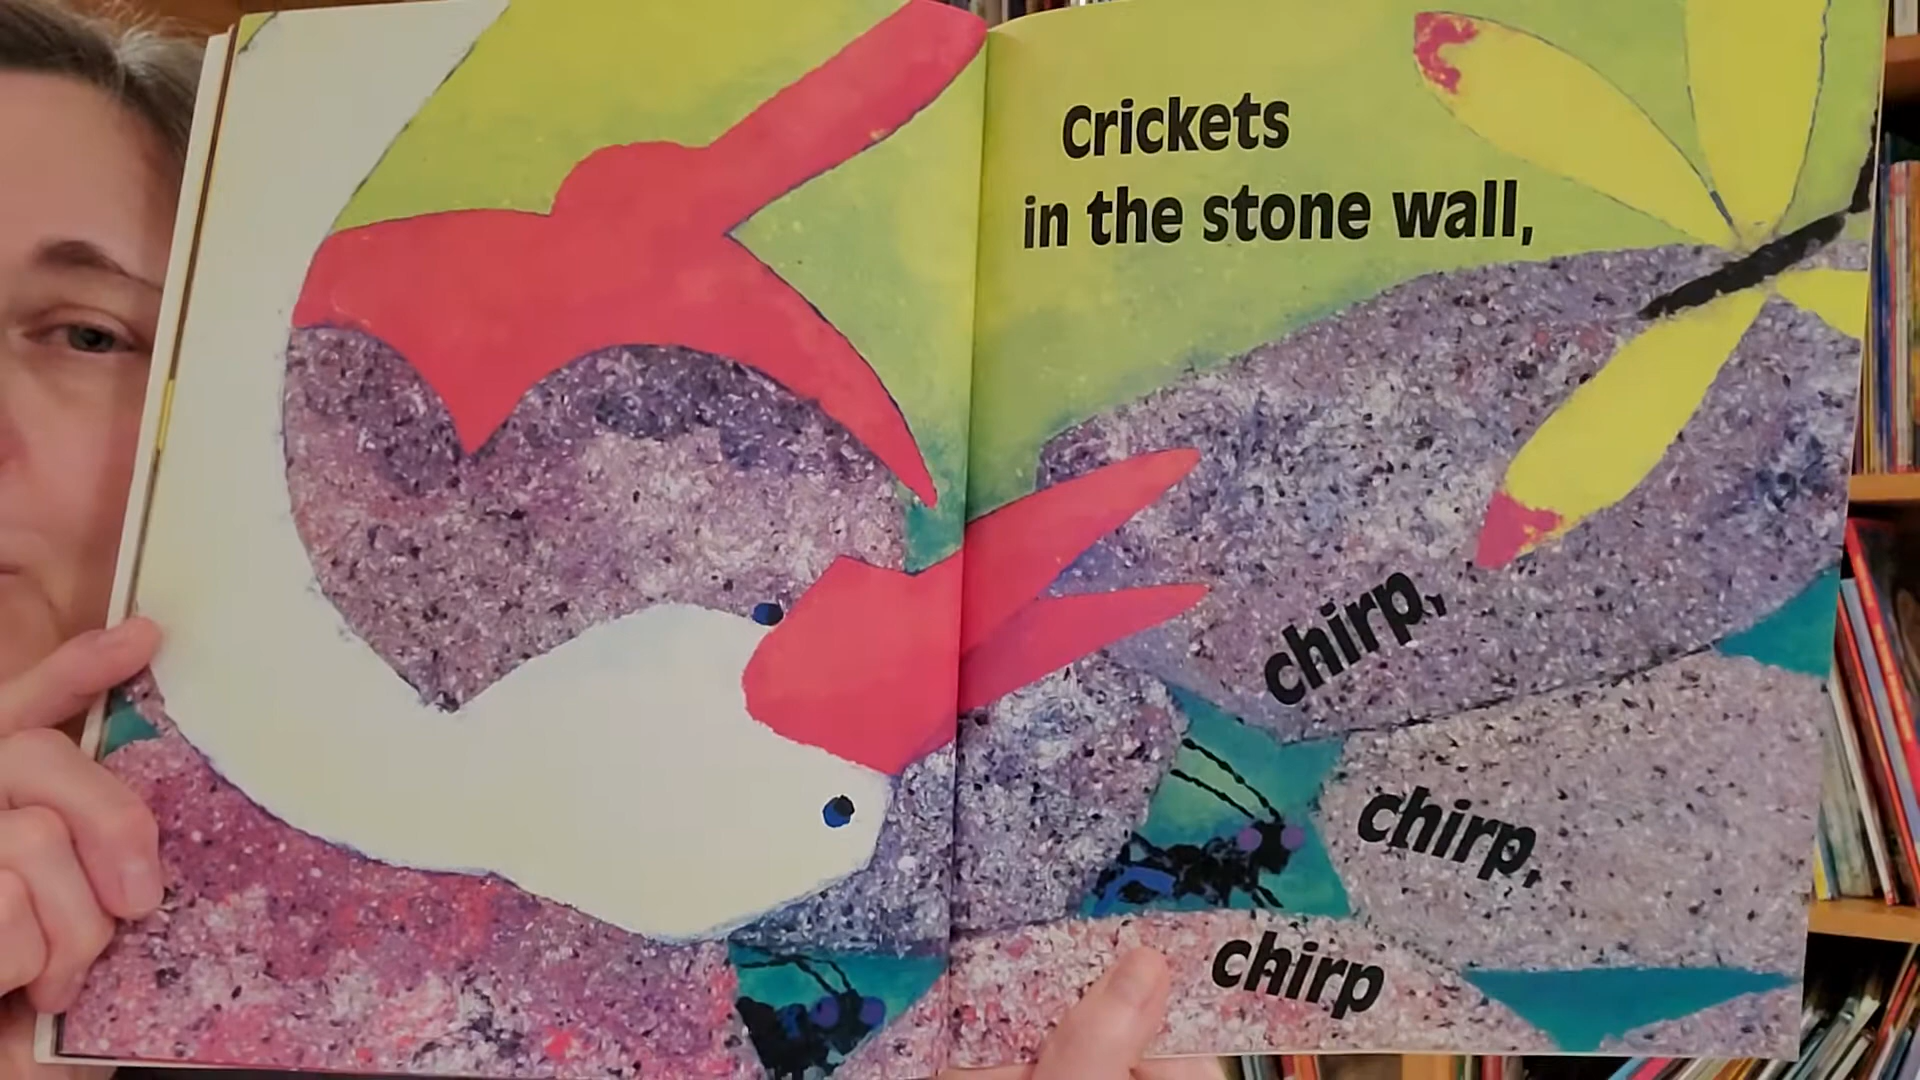 Crickets
in the stone wall,
chirp,
chirp,
chirp